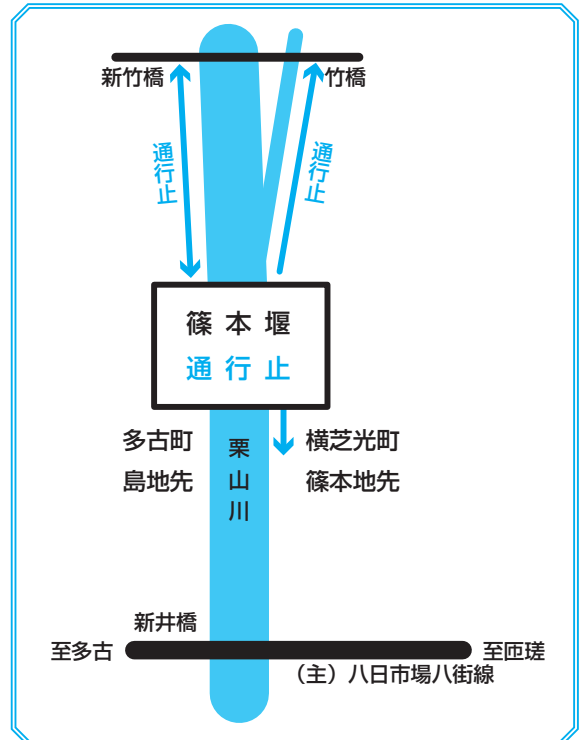 新竹橋
竹橋
通行止
通行止
篠本堰
通行止
多古町
島地先
栗山川
横芝光町
篠本地先
新井橋
至多古
至匝瑳
（主）八日市場八街線